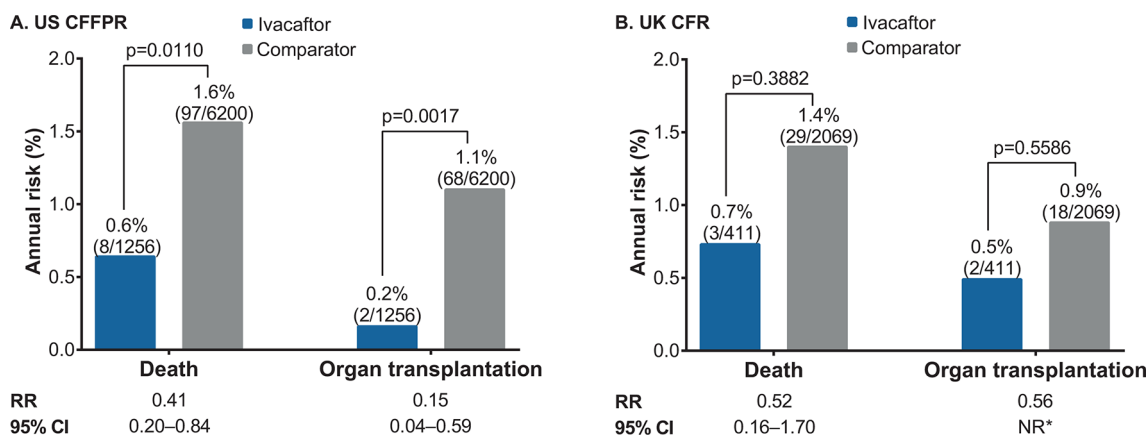 A. US CFFPR
Ivacaftor
Comparator
Annual risk (%)
2.0
1.5
1.0
0.5
0.0
p=0.0110
1.6%
(97/6200)
0.6%
(8/1256)
p=0.0017
1.1%
(68/6200)
0.2%
(2/1256)
Death
Organ transplantation
RR 0.41 0.15
95% CI 0.20–0.84 0.04–0.59
B. UK CFR
Ivacaftor
Comparator
Annual risk (%)
2.0
1.5
1.0
0.5
0.0
p=0.3882
1.4%
(29/2069)
0.7%
(3/411)
p=0.5586
0.9%
(18/2069)
0.5%
(2/411)
Death
Organ transplantation
RR 0.52 0.56
95% CI 0.16–1.70 NR*